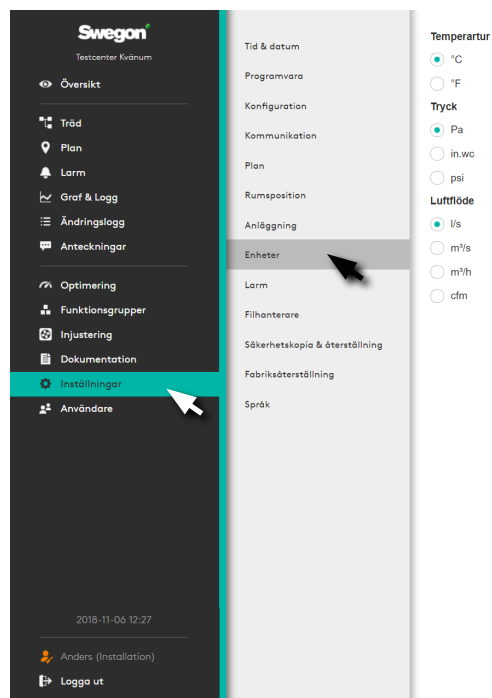 Swegon
Testcenter Kvänum
Översikt
Träd
Plan
Larm
Graf & Logg
Ändringslogg
Anteckningar
Optimering
Funktionsgrupper
Injustering
Dokumentation
Inställningar
Användare
2018-11-06 12:27
Anders (Installation)
Logga ut
Tid & datum
Programvara
Konfiguration
Kommunikation
Plan
Rumsposition
Anläggning
Enheter
Larm
Filhanterare
Säkerhetskopia & återställning
Fabriksåterställning
Språk
Temperartur
°C
°F
Tryck
Pa
in.wc
psi
Luftflöde
l/s
m³/s
m³/h
cfm